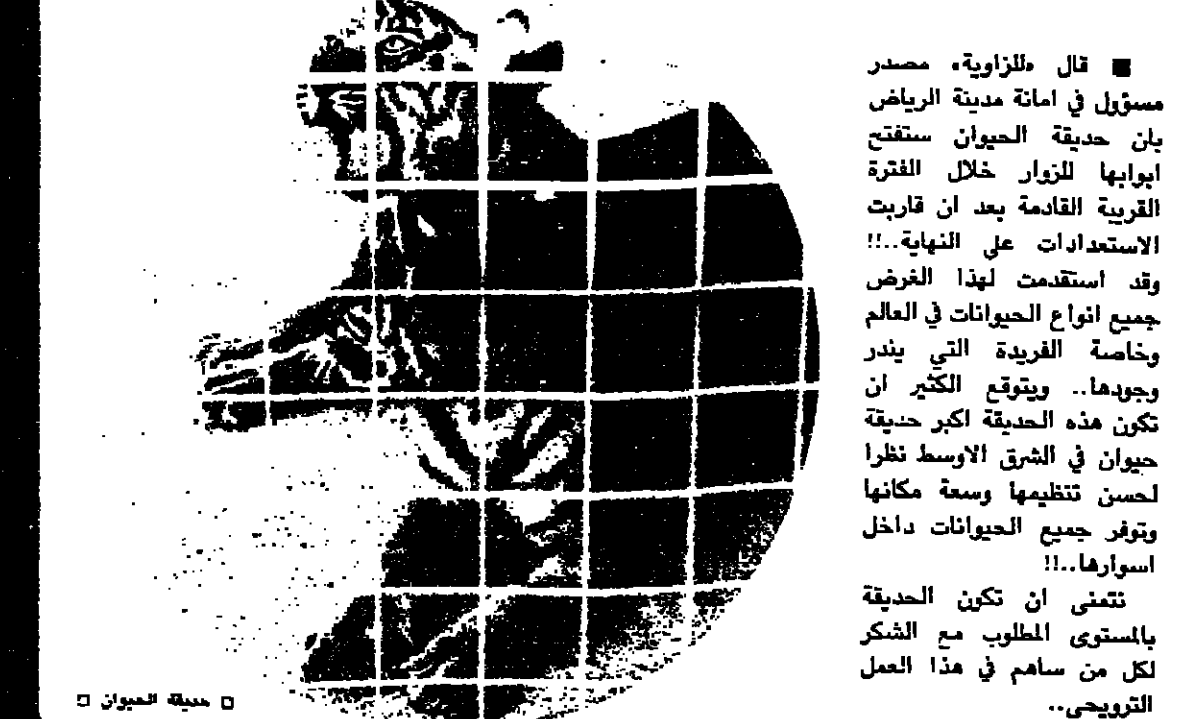 ■ قال «للزاوية» مصدر
مسؤول في امانة مدينة الرياض
بان حديقة الحيوان ستفتح
ابوابها للزوار خلال الفترة
القريبة القادمة بعد ان قاربت
الاستعدادات على النهاية..!!
وقد استقدمت لهذا الغرض
جميع انواع الحيوانات في العالم
وخاصة الفريدة التي يندر
وجودها.. ويتوقع الكثير ان
تكون هذه الحديقة اكبر حديقة
حيوان في الشرق الاوسط نظرا
لحسن تنظيمها وسعة مكانها
وتوفر جميع الحيوانات داخل
اسوارها..!!
نتمنى ان تكون الحديقة
بالمستوى المطلوب مع الشكر
لكل من ساهم في هذا العمل
الترويحي..
□ حديقة الحيوان □